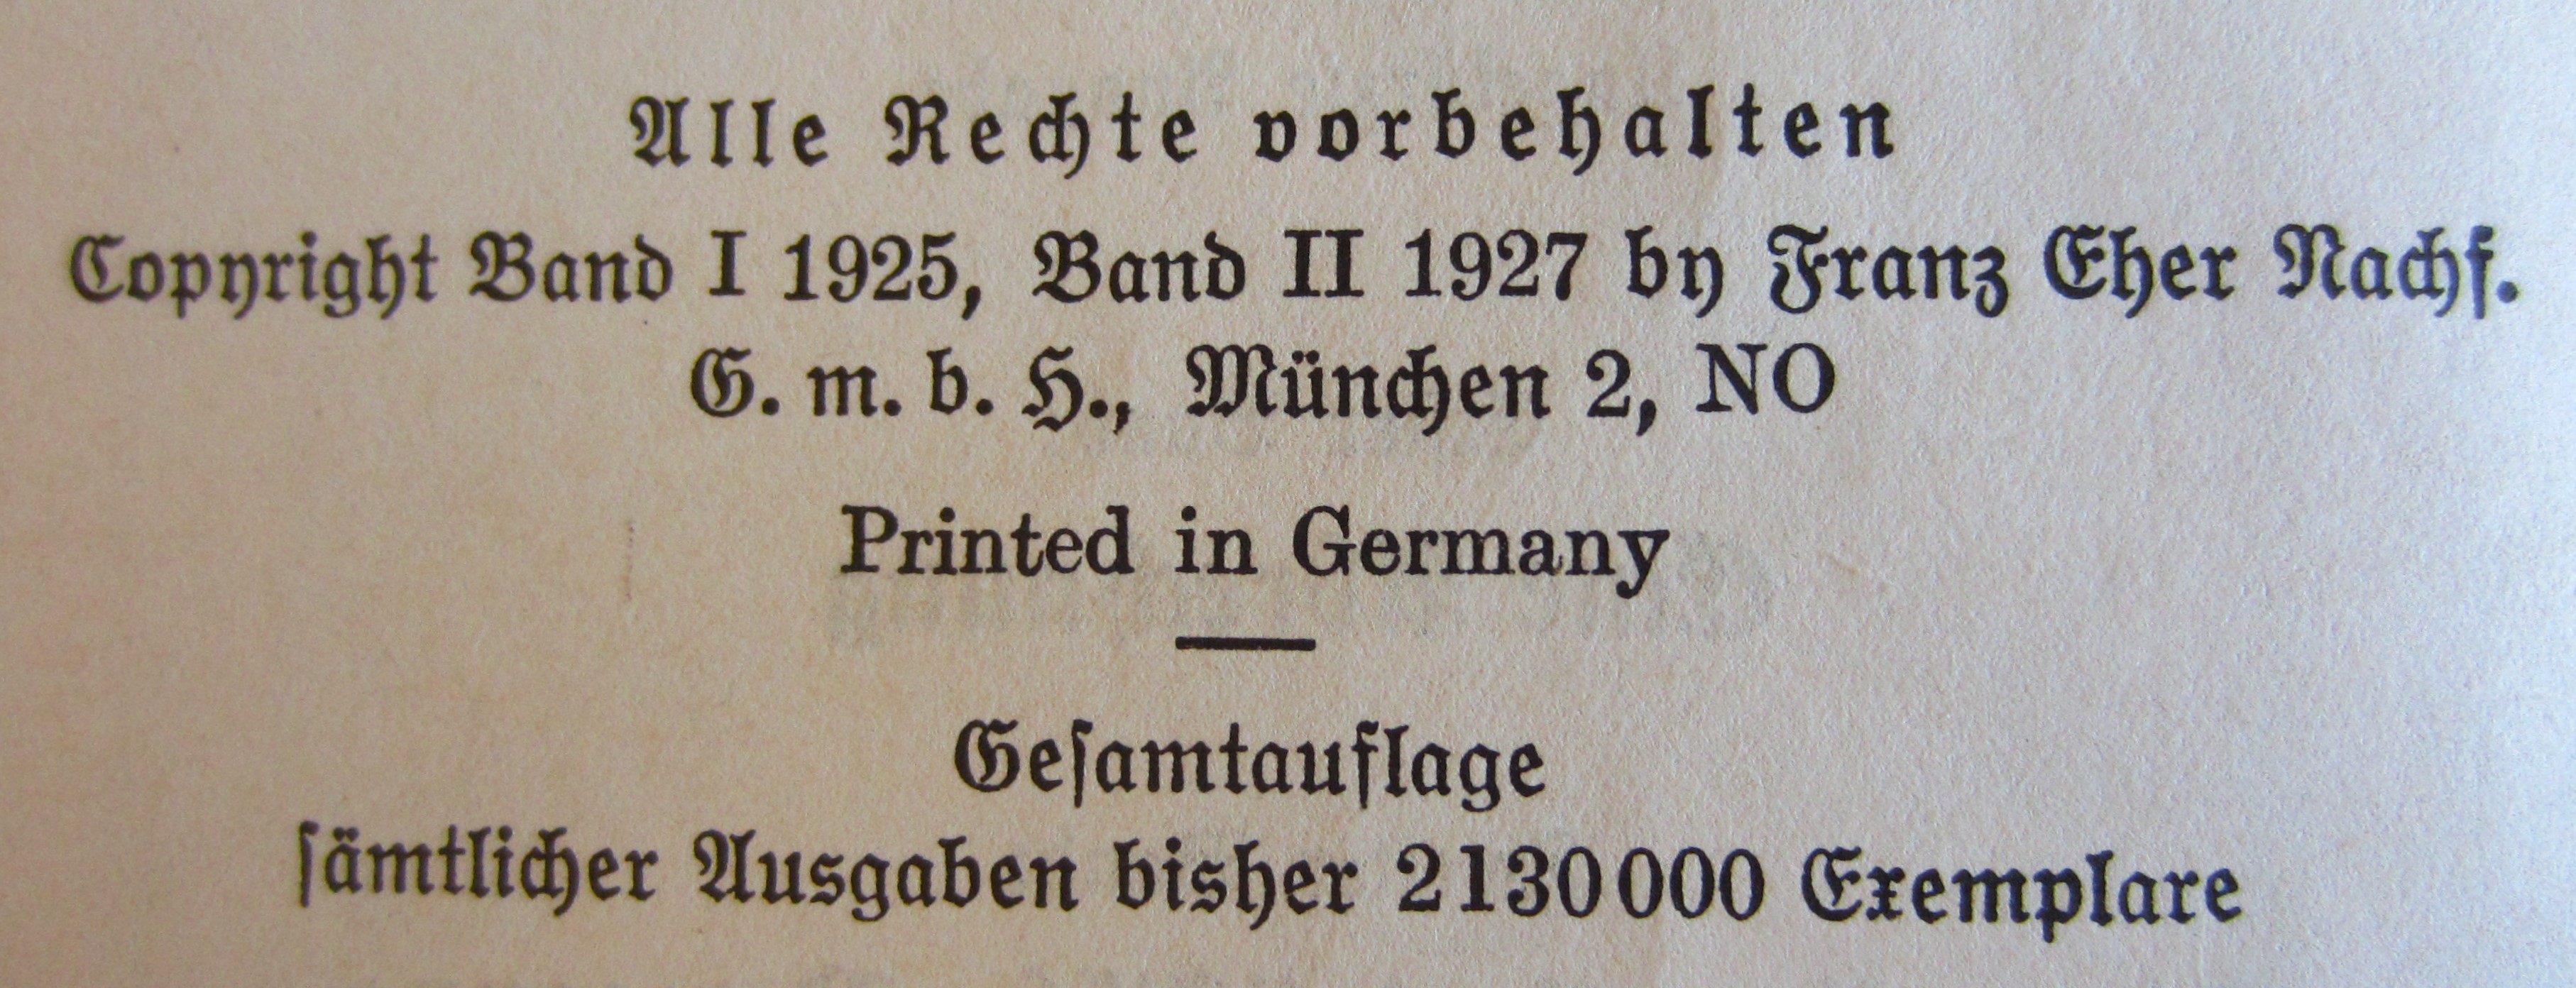 Alle Rechte vorbehalten
Copyright Band I 1925, Band II 1927 by Franz Eher Nachf.
G. m. b. H., München 2, NO
Printed in Germany
Geſamtauflage
ſämtlicher Ausgaben bisher 2130000 Exemplare